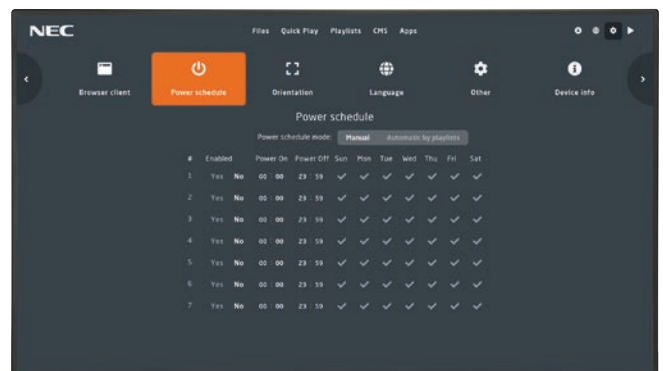 NEC Files Quick Play Playlists CMS Apps
Browser client Power schedule Orientation Language Other Device info
Power schedule
Power schedule mode: Manual Automatic by playlists
# Enabled Power On Power Off Sun Mon Tue Wed Thu Fri Sat
1 Yes No 00 : 00 23 : 59
2 Yes No 00 : 00 23 : 59
3 Yes No 00 : 00 23 : 59
4 Yes No 00 : 00 23 : 59
5 Yes No 00 : 00 23 : 59
6 Yes No 00 : 00 23 : 59
7 Yes No 00 : 00 23 : 59